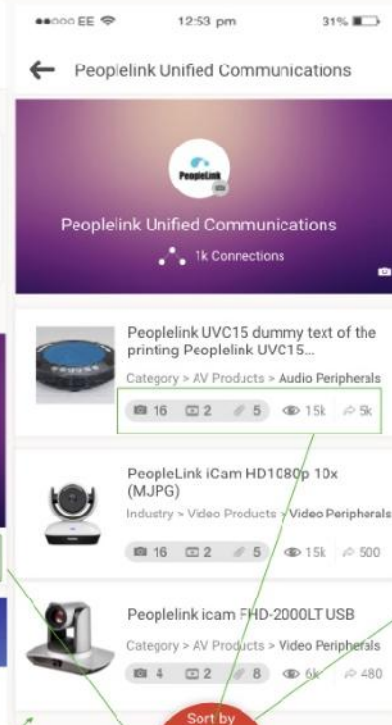 EE 12:53 pm 31%
Peoplelink Unified Communications
PeopleLink
Peoplelink Unified Communications
1k Connections
Peoplelink UVC15 dummy text of the
printing Peoplelink UVC15...
Category > AV Products > Audio Peripherals
16 2 5 15k 5k
PeopleLink iCam HD1080p 10x
(MJPG)
Industry > Video Products > Video Peripherals
16 2 5 15k 500
Peoplelink icam FHD-2000LT USB
Category > AV Products > Video Peripherals
4 2 8 6k 480
Sort by